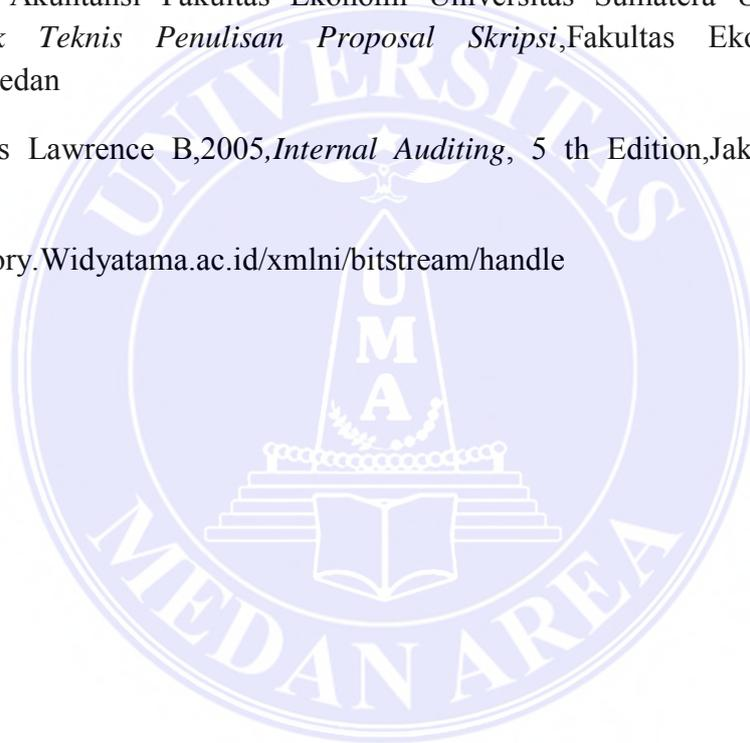 Akuntansi Fakultas Ekonomi Universitas Sumatera
Teknis Penulisan Proposal Skripsi,Fakultas
edan
s Lawrence B,2005,Internal Auditing, 5 th Edition,Jak
ory.Widyatama.ac.id/xmlni/bitstream/handle
UNIVERSITAS
UMA
MEDAN AREA